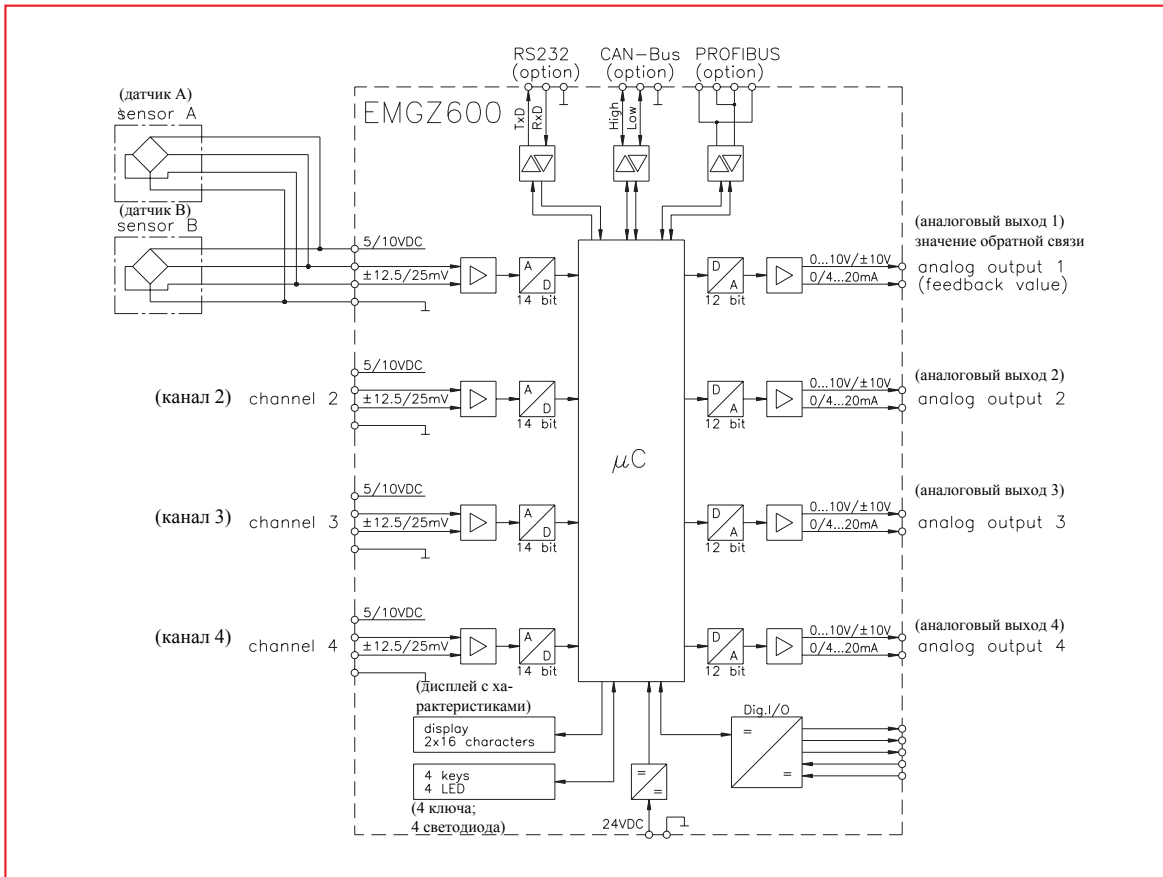 RS232 CAN-Bus PROFIBUS
(option) (option) (option)
(датчик A)
sensor A
EMGZ600
TxD
RxD
High
Low
(датчик B)
sensor B
(аналоговый выход 1)
значение обратной связи
analog output 1
(feedback value)
5/10VDC
±12.5/25mV
A
D
14 bit
D
A
12 bit
0...10V/±10V
0/4...20mA
(канал 2) channel 2
5/10VDC
±12.5/25mV
A
D
14 bit
D
A
12 bit
0...10V/±10V
0/4...20mA
(аналоговый выход 2)
analog output 2
µC
(канал 3) channel 3
5/10VDC
±12.5/25mV
A
D
14 bit
D
A
12 bit
0...10V/±10V
0/4...20mA
(аналоговый выход 3)
analog output 3
(канал 4) channel 4
5/10VDC
±12.5/25mV
A
D
14 bit
D
A
12 bit
0...10V/±10V
0/4...20mA
(аналоговый выход 4)
analog output 4
(дисплей с ха-
рактеристиками)
display
2x16 characters
4 keys
4 LED
(4 ключа;
4 светодиода)
=
=
24VDC
Dig.I/O
=
=